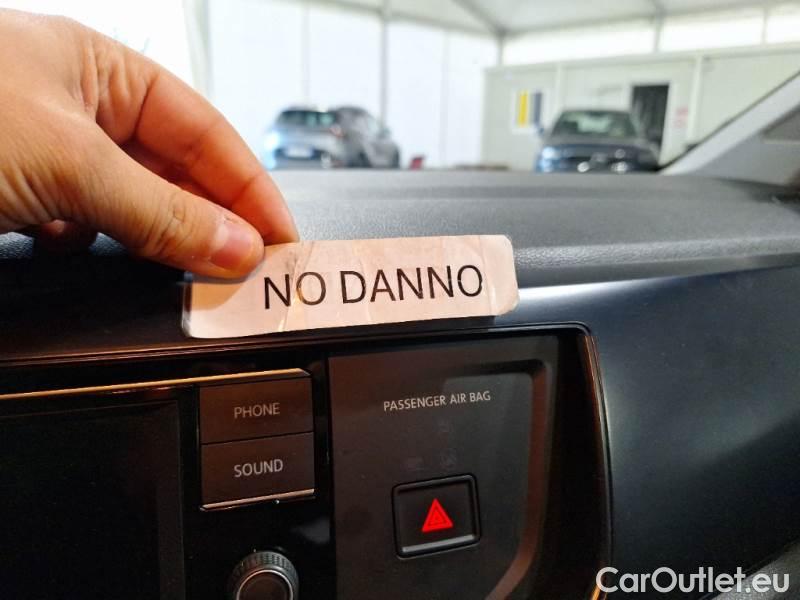 NO DANNO
PHONE
PASSENGER AIR BAG
SOUND
CarOutlet.eu